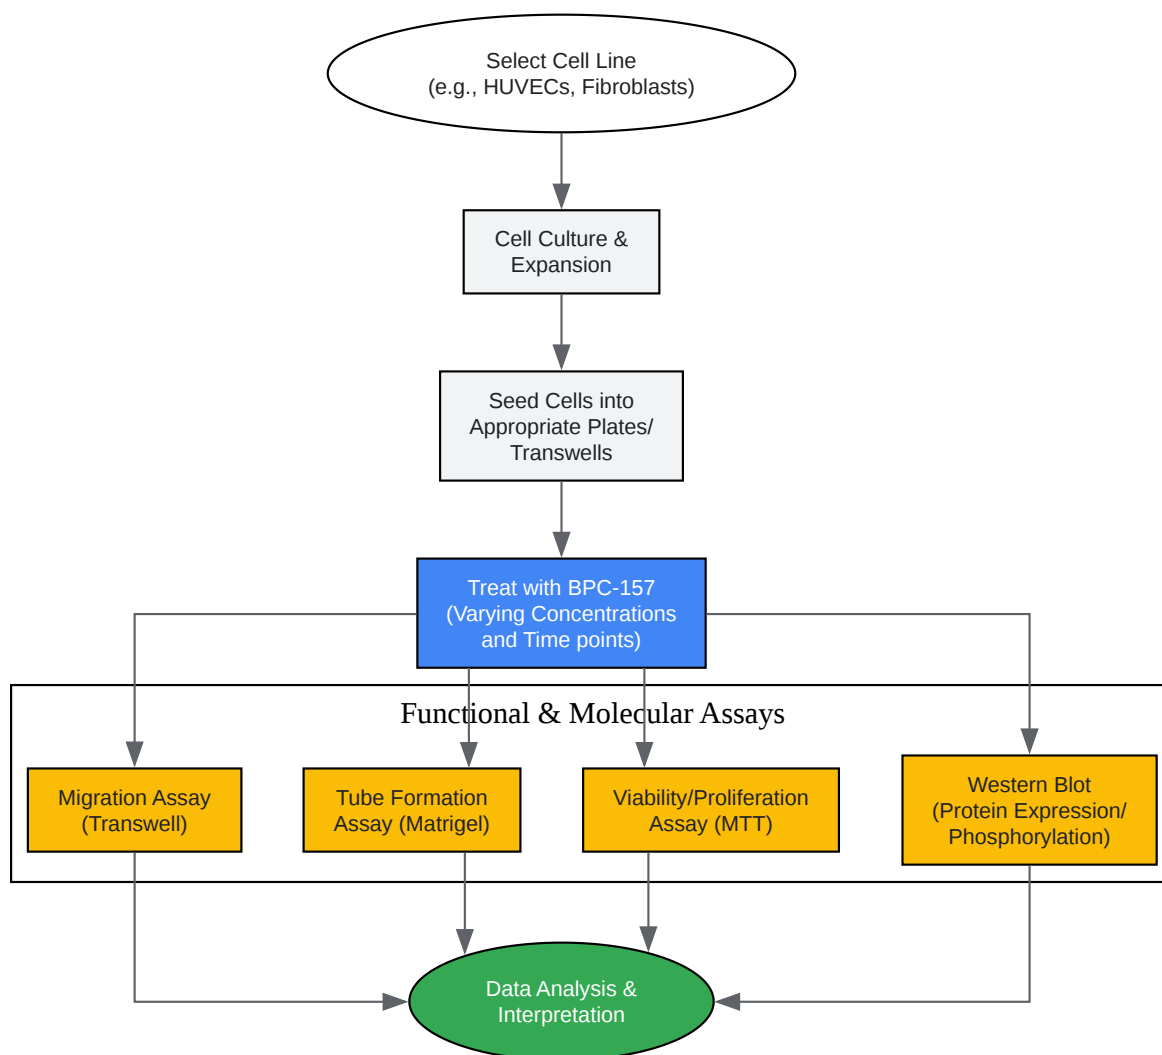 Select Cell Line
(e.g., HUVECs, Fibroblasts)
Cell Culture &
Expansion
Seed Cells into
Appropriate Plates/
Transwells
Treat with BPC-157
(Varying Concentrations
and Time points)
Functional & Molecular Assays
Migration Assay
(Transwell)
Tube Formation
Assay (Matrigel)
Viability/Proliferation
Assay (MTT)
Western Blot
(Protein Expression/
Phosphorylation)
Data Analysis &
Interpretation